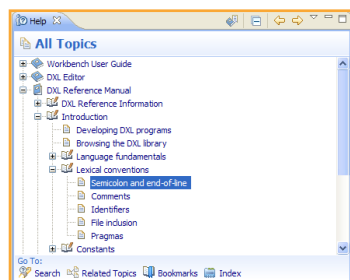 Help
All Topics
Workbench User Guide
DXL Editor
DXL Reference Manual
DXL Reference Information
Introduction
Developing DXL programs
Browsing the DXL library
Language fundamentals
Lexical conventions
Semicolon and end-of-line
Comments
Identifiers
File inclusion
Pragmas
Constants
Go To:
Search Related Topics Bookmarks Index